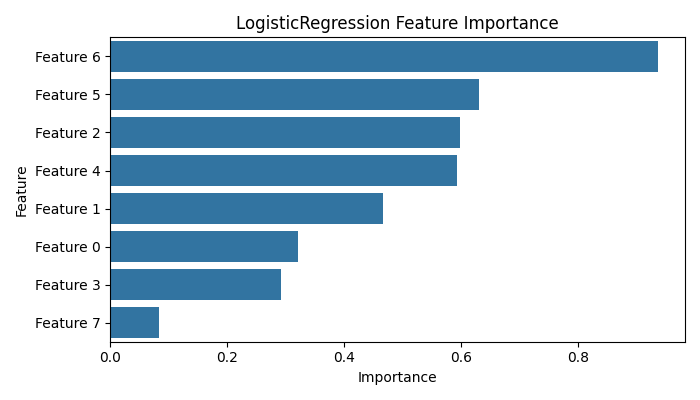 LogisticRegression Feature Importance
Feature 6
Feature 5
Feature 2
Feature 4
Feature 1
Feature 0
Feature 3
Feature 7
Feature
0.0 0.2 0.4 0.6 0.8
Importance